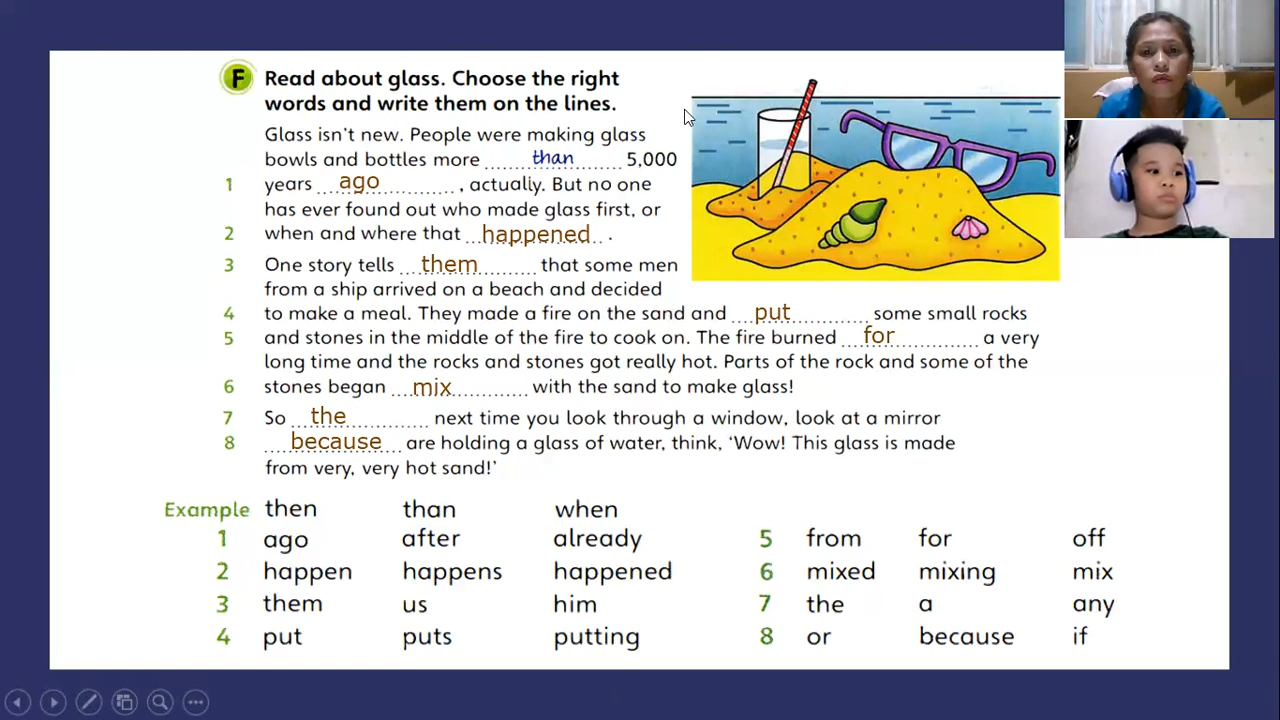 F Read about glass. Choose the right
words and write them on the lines.
Glass isn't new. People were making glass
bowls and bottles more than 5,000
1 years ago , actually. But no one
has ever found out who made glass first, or
2 when and where that happened .
3 One story tells them that some men
from a ship arrived on a beach and decided
4 to make a meal. They made a fire on the sand and put some small rocks
5 and stones in the middle of the fire to cook on. The fire burned for a very
long time and the rocks and stones got really hot. Parts of the rock and some of the
6 stones began mix with the sand to make glass!
7 So the next time you look through a window, look at a mirror
8 because are holding a glass of water, think, 'Wow! This glass is made
from very, very hot sand!'
Example then than when
1 ago after already
2 happen happens happened
3 them us him
4 put puts putting
5 from for off
6 mixed mixing mix
7 the a any
8 or because if